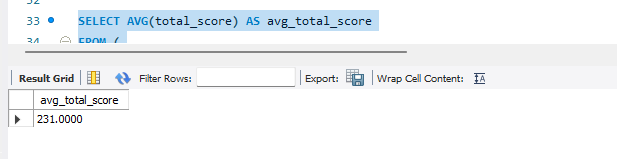 33 SELECT AVG(total_score) AS avg_total_score
34 FROM (
Result Grid Filter Rows: Export: Wrap Cell Content:
avg_total_score
231.0000